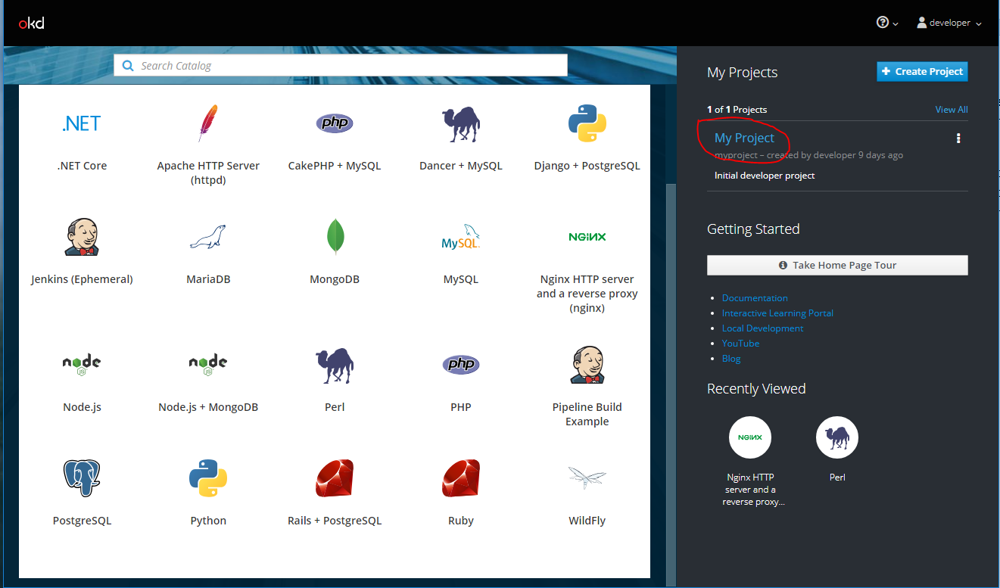 okd
developer
Search Catalog
My Projects
Create Project
1 of 1 Projects
View All
My Project
myproject – created by developer 9 days ago
Initial developer project
Getting Started
Take Home Page Tour
Documentation
Interactive Learning Portal
Local Development
YouTube
Blog
Recently Viewed
NGINX
Nginx HTTP
server and a
reverse proxy...
Perl
.NET
.NET Core
Apache HTTP Server
(httpd)
php
CakePHP + MySQL
Dancer + MySQL
Django + PostgreSQL
Jenkins (Ephemeral)
MariaDB
MongoDB
MySQL
MySQL
NGINX
Nginx HTTP server
and a reverse proxy
(nginx)
node
JS
Node.js
node
JS
Node.js + MongoDB
Perl
php
PHP
Pipeline Build
Example
PostgreSQL
Python
Rails + PostgreSQL
Ruby
WildFly